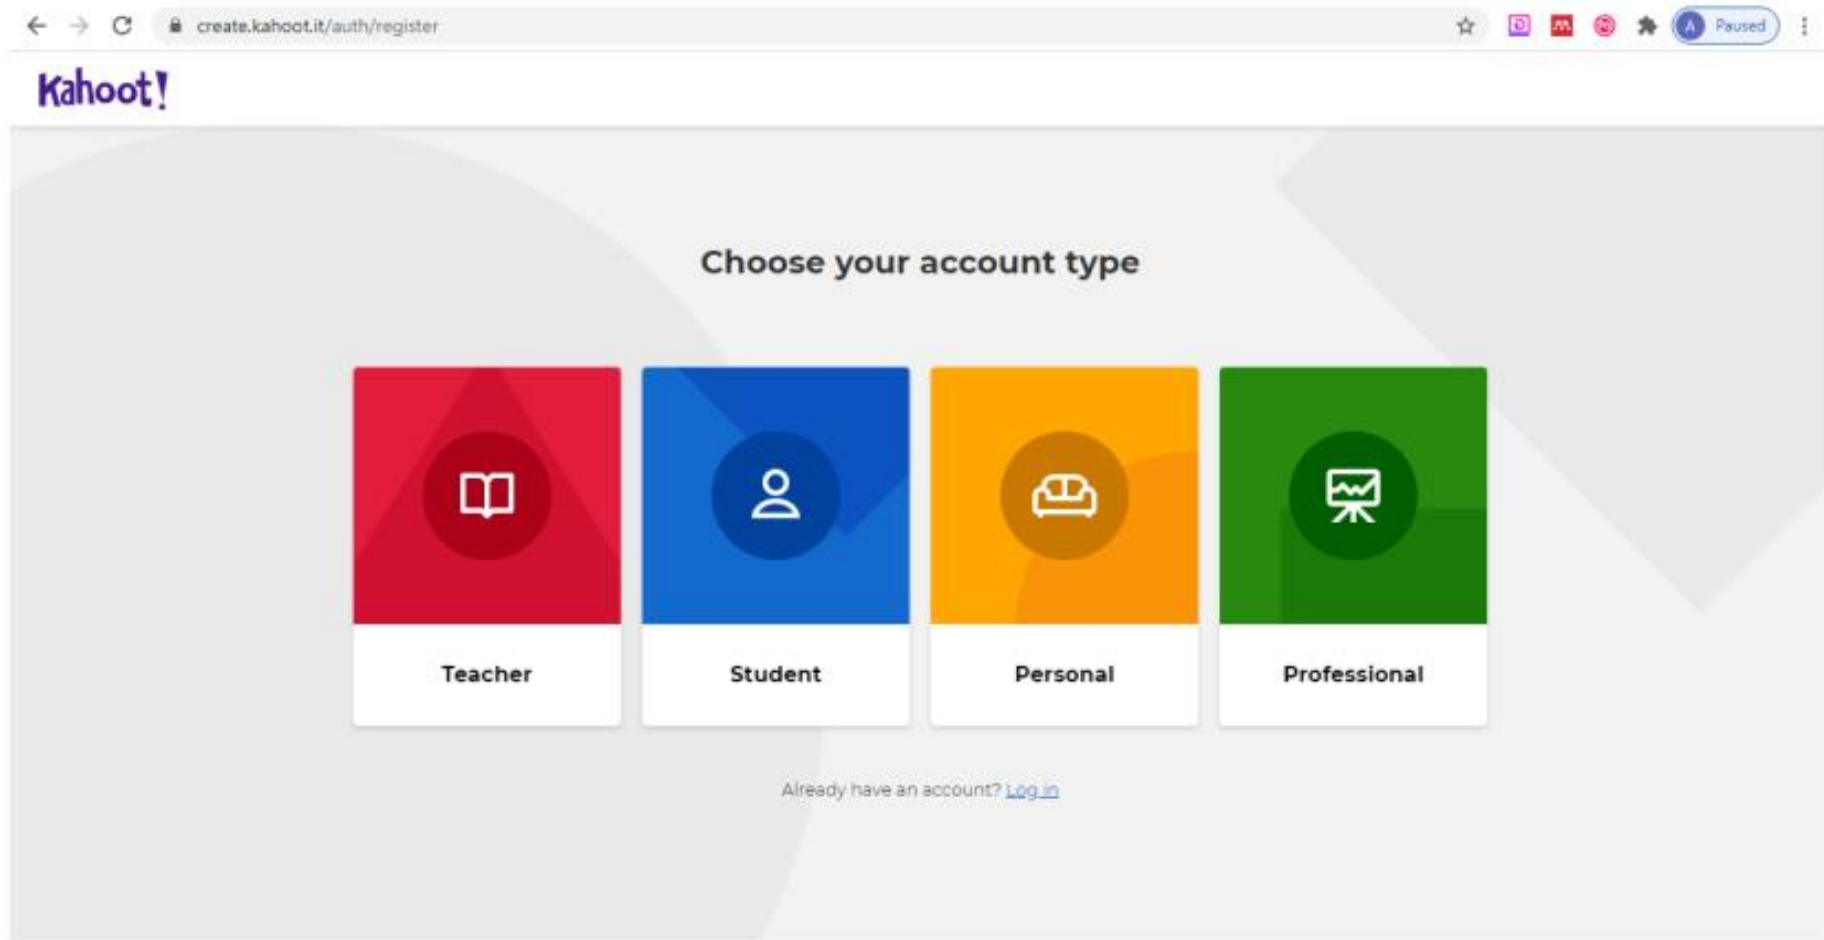 create.kahoot.it/auth/register
A Paused
Kahoot!
Choose your account type
Teacher Student Personal Professional
Already have an account? Log in